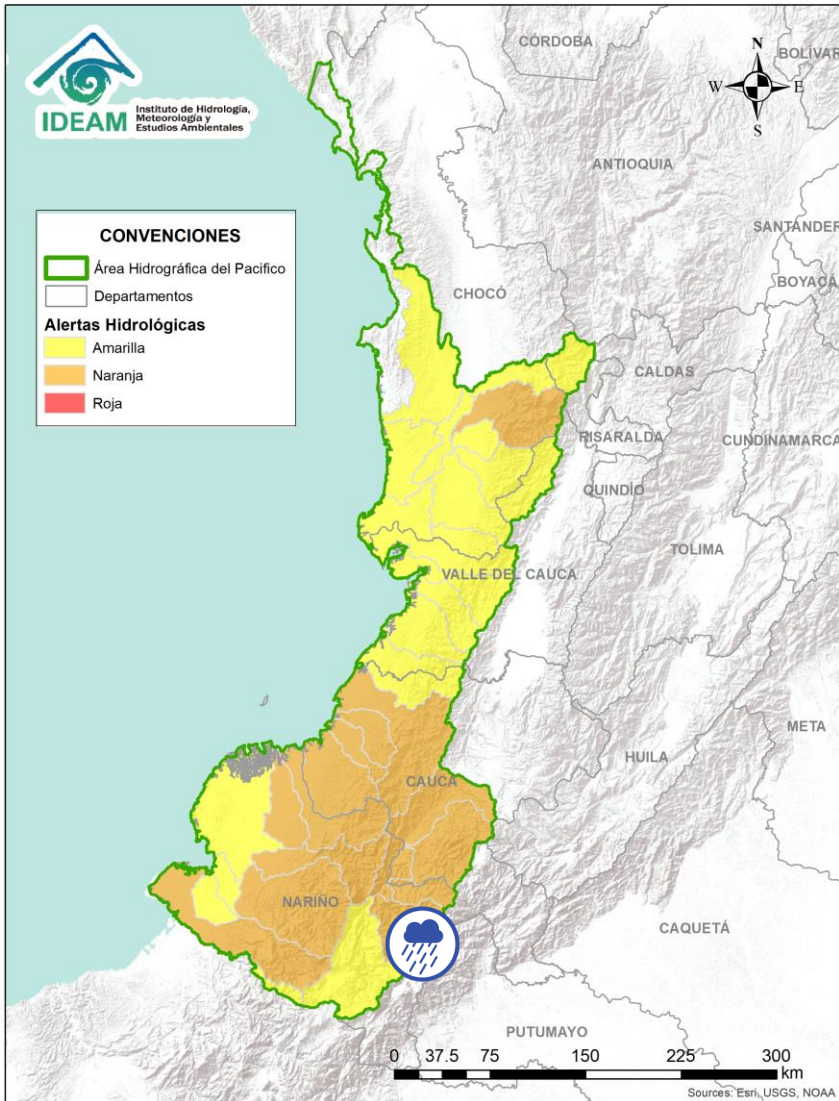 IDEAM
Instituto de Hidrología,
Meteorología y
Estudios Ambientales
CÓRDOBA
BOLÍVAR
N
W
E
S
ANTIOQUIA
SANTANDER
CONVENCIONES
Área Hidrográfica del Pacifico
Departamentos
Alertas Hidrológicas
Amarilla
Naranja
Roja
BOYACÁ
CHOCÓ
CALDAS
RISARALDA
CUNDINAMARCA
QUINDÍO
TOLIMA
VALLE DEL CAUCA
META
HUILA
CAUCA
NARIÑO
CAQUETÁ
PUTUMAYO
0 37.5 75 150 225 300
km
Sources: Esri, USGS, NOAA